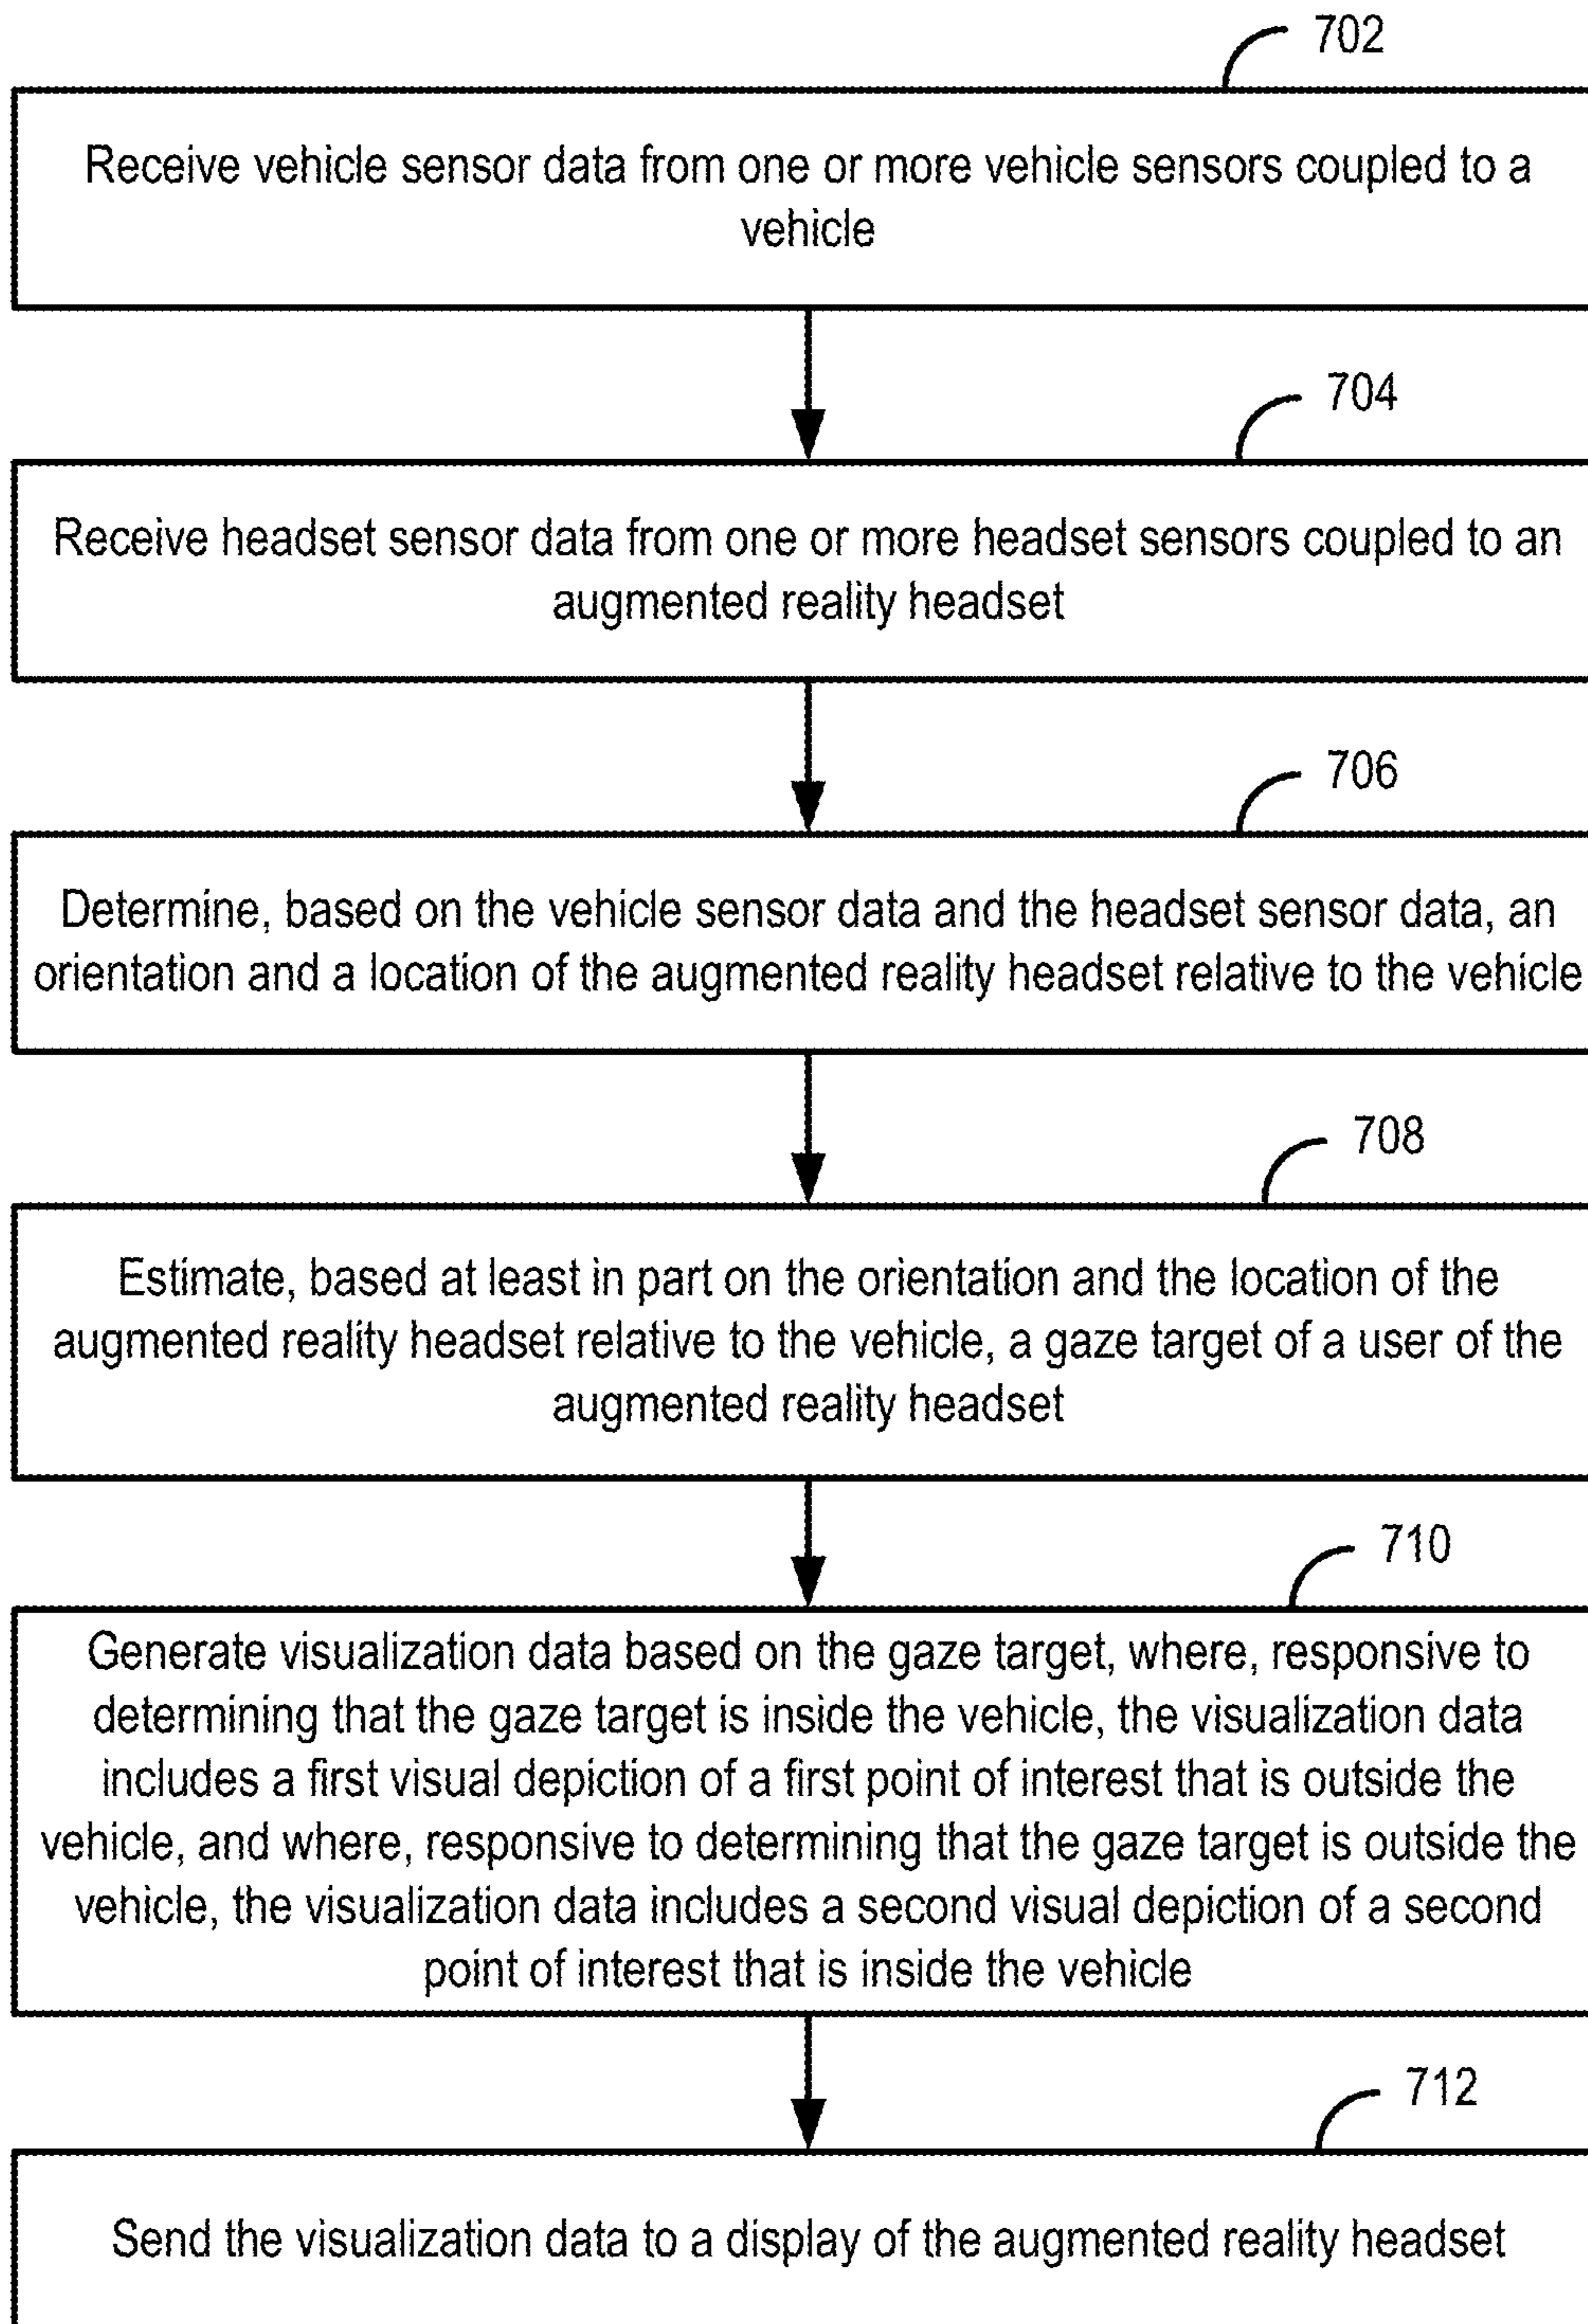 702
Receive vehicle sensor data from one or more vehicle sensors coupled to a
vehicle
704
Receive headset sensor data from one or more headset sensors coupled to an
augmented reality headset
706
Determine, based on the vehicle sensor data and the headset sensor data, an
orientation and a location of the augmented reality headset relative to the vehicle
708
Estimate, based at least in part on the orientation and the location of the
augmented reality headset relative to the vehicle, a gaze target of a user of the
augmented reality headset
710
Generate visualization data based on the gaze target, where, responsive to
determining that the gaze target is inside the vehicle, the visualization data
includes a first visual depiction of a first point of interest that is outside the
vehicle, and where, responsive to determining that the gaze target is outside the
vehicle, the visualization data includes a second visual depiction of a second
point of interest that is inside the vehicle
712
Send the visualization data to a display of the augmented reality headset